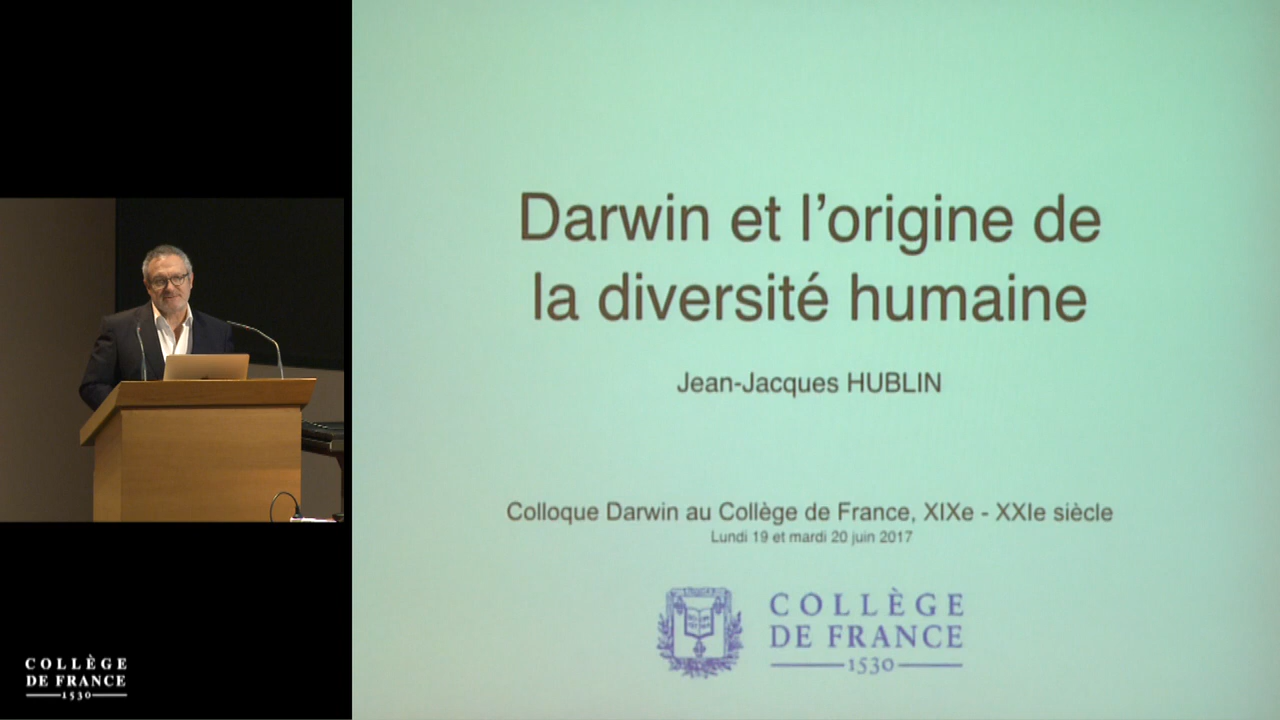 Darwin et l’origine de
la diversité humaine
Jean-Jacques HUBLIN
Colloque Darwin au Collège de France, XIXe - XXIe siècle
Lundi 19 et mardi 20 juin 2017
COLLÈGE
DE FRANCE
1530
COLLÈGE
DE FRANCE
1530